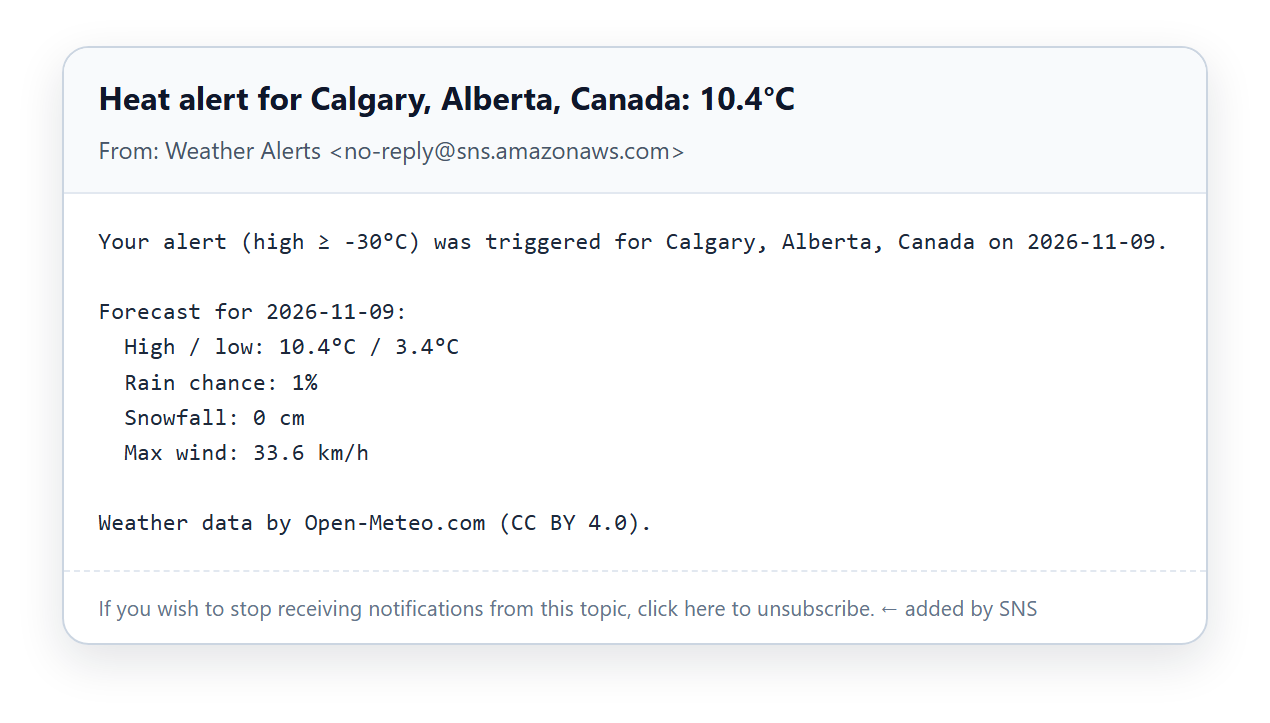 Heat alert for Calgary, Alberta, Canada: 10.4°C
From: Weather Alerts <no-reply@sns.amazonaws.com>
Your alert (high ≥ -30°C) was triggered for Calgary, Alberta, Canada on 2026-11-09.
Forecast for 2026-11-09:
High / low: 10.4°C / 3.4°C
Rain chance: 1%
Snowfall: 0 cm
Max wind: 33.6 km/h
Weather data by Open-Meteo.com (CC BY 4.0).
If you wish to stop receiving notifications from this topic, click here to unsubscribe. ← added by SNS